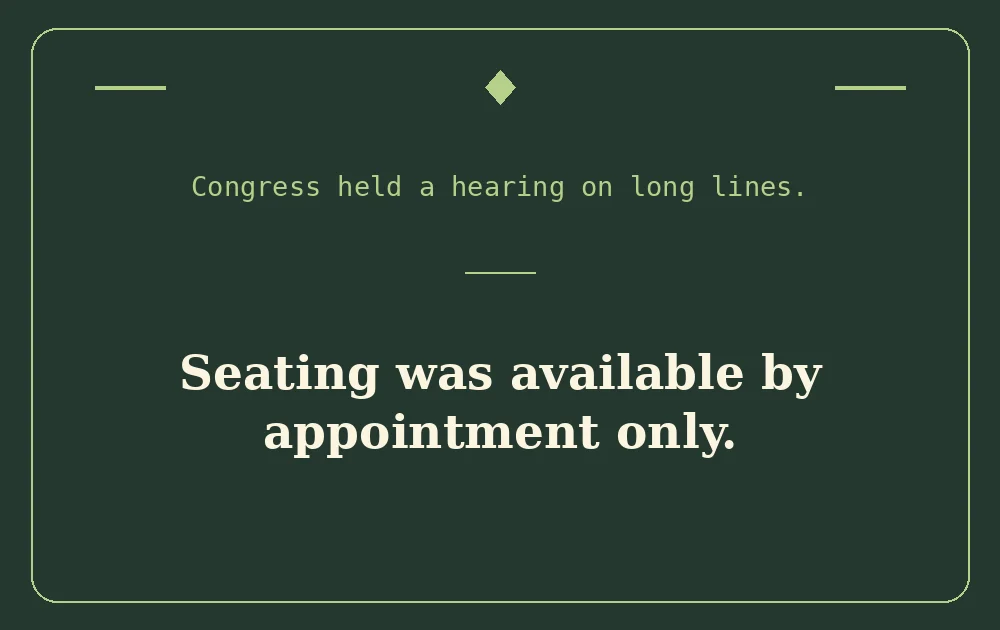 Congress held a hearing on long lines.
Seating was available by
appointment only.